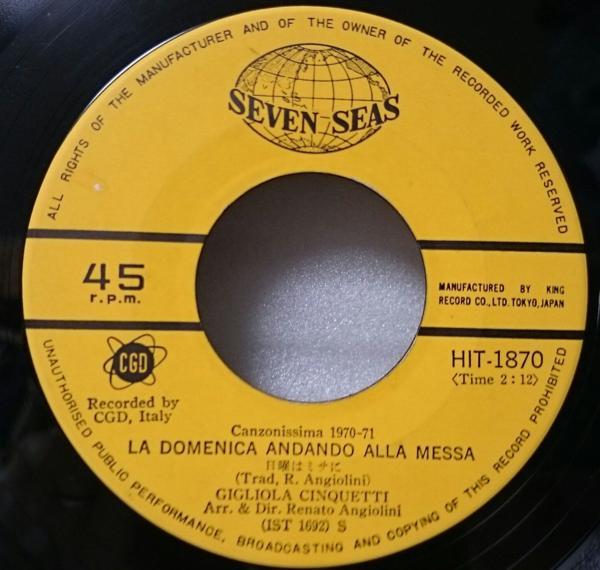 ALL RIGHTS OF THE MANUFACTURER AND OF THE OWNER OF THE RECORDED WORK RESERVED
SEVEN SEAS
45
r.p.m.
MANUFACTURED BY KING
RECORD CO., LTD. TOKYO, JAPAN
CGD
Recorded by
CGD, Italy
HIT-1870
〈Time 2:12〉
Canzonissima 1970-71
LA DOMENICA ANDANDO ALLA MESSA
日曜はミサに
(Trad, R. Angiolini)
GIGLIOLA CINQUETTI
Arr. & Dir. Renato Angiolini
(IST 1692) S
UNAUTHORISED PUBLIC PERFORMANCE, BROADCASTING AND COPYING OF THIS RECORD PROHIBITED